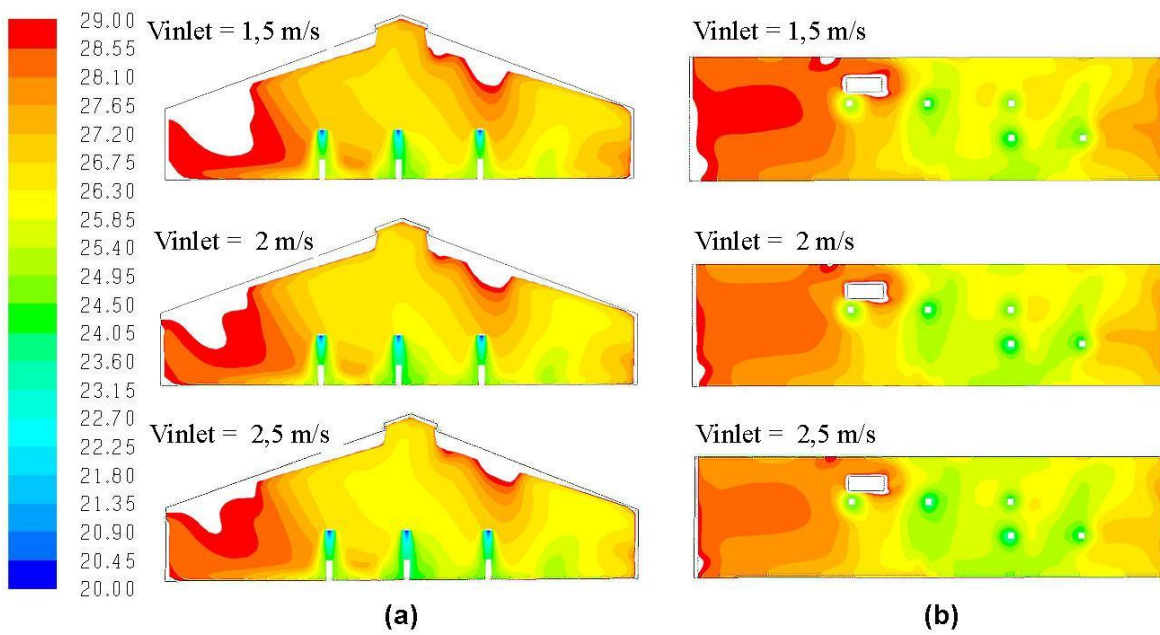 29.00
28.55
28.10
27.65
27.20
26.75
26.30
25.85
25.40
24.95
24.50
24.05
23.60
23.15
22.70
22.25
21.80
21.35
20.90
20.45
20.00
Vinlet = 1,5 m/s
Vinlet = 2 m/s
Vinlet = 2,5 m/s
(a)
Vinlet = 1,5 m/s
Vinlet = 2 m/s
Vinlet = 2,5 m/s
(b)